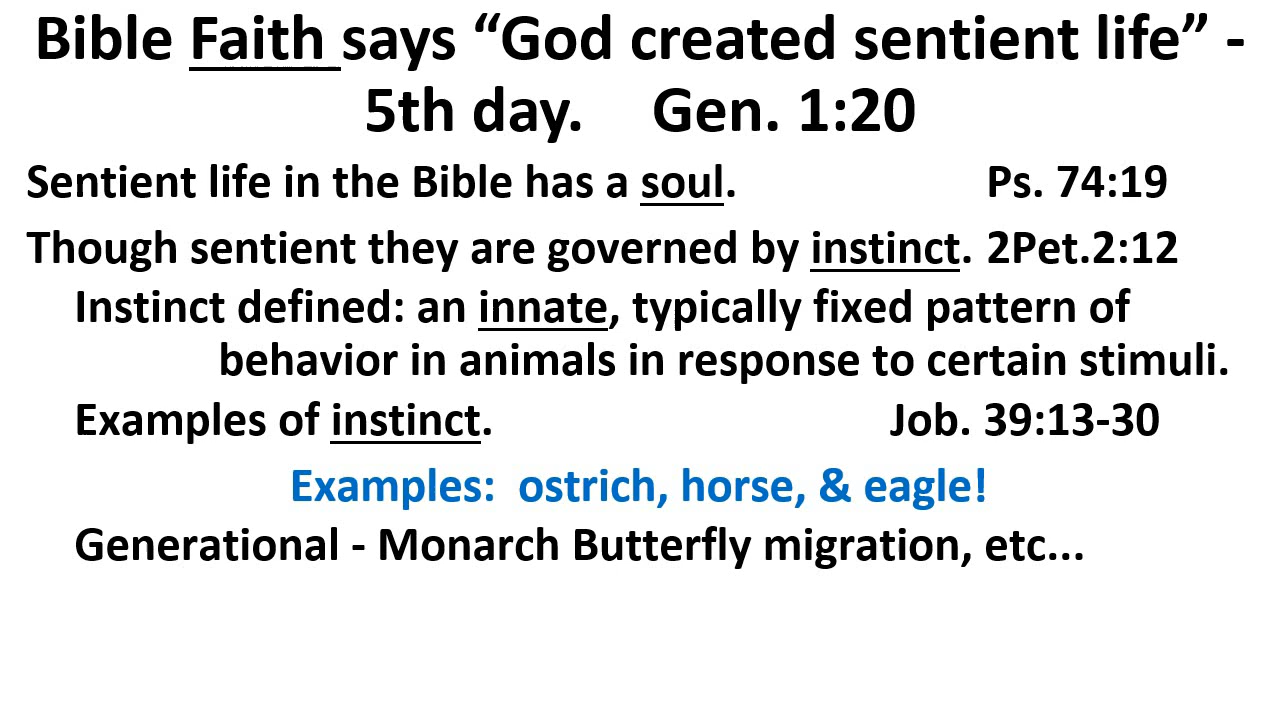 Bible Faith says “God created sentient life” -
5th day. Gen. 1:20
Sentient life in the Bible has a soul. Ps. 74:19
Though sentient they are governed by instinct. 2Pet.2:12
Instinct defined: an innate, typically fixed pattern of
behavior in animals in response to certain stimuli.
Examples of instinct. Job. 39:13-30
Examples: ostrich, horse, & eagle!
Generational - Monarch Butterfly migration, etc...